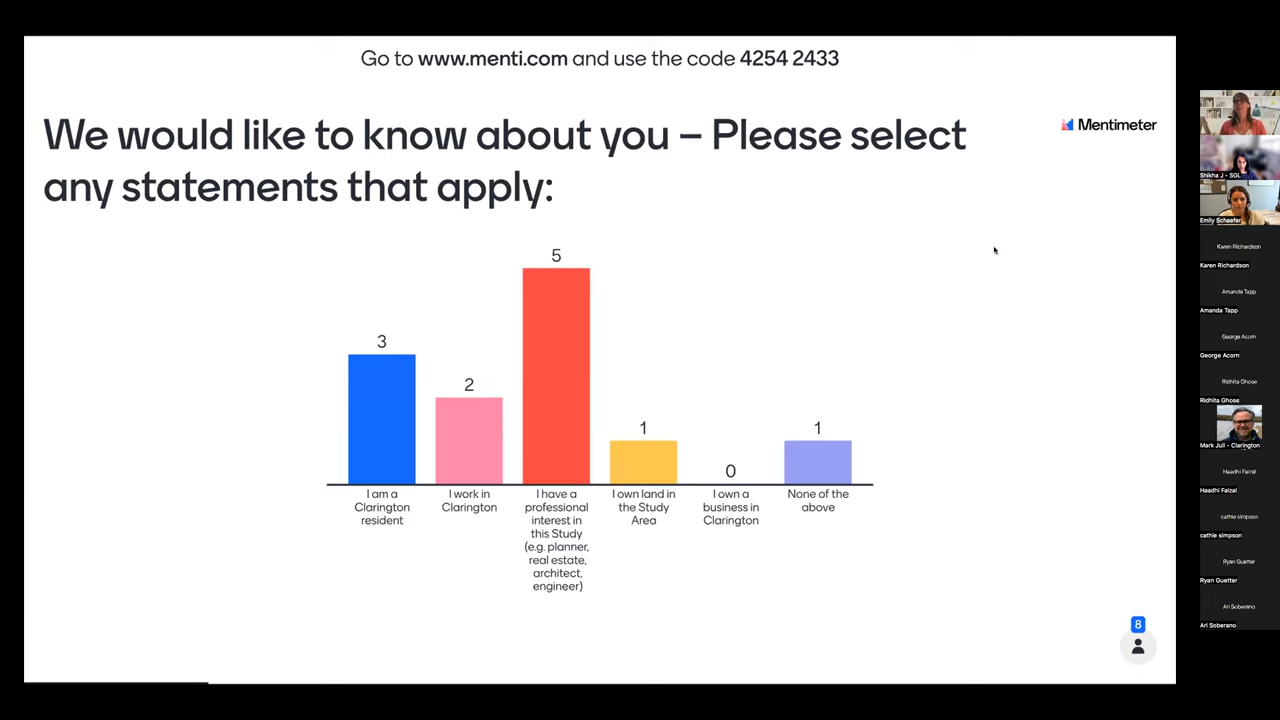 Go to www.menti.com and use the code 4254 2433
We would like to know about you – Please select
any statements that apply:
Mentimeter
3
2
5
1
0
1
I am a
Clarington
resident
I work in
Clarington
I have a
professional
interest in
this Study
(e.g. planner,
real estate,
architect,
engineer)
I own land in
the Study
Area
I own a
business in
Clarington
None of the
above
8
Shikha J - SGL
Emily Schaefer
Karen Richardson
Karen Richardson
Amanda Tapp
Amanda Tapp
George Acorn
George Acorn
Ridhita Ghose
Ridhita Ghose
Mark Jull - Clarington
Haadhi Faizal
Haadhi Faizal
cathie simpson
cathie simpson
Ryan Guetter
Ryan Guetter
Ari Soberano
Ari Soberano